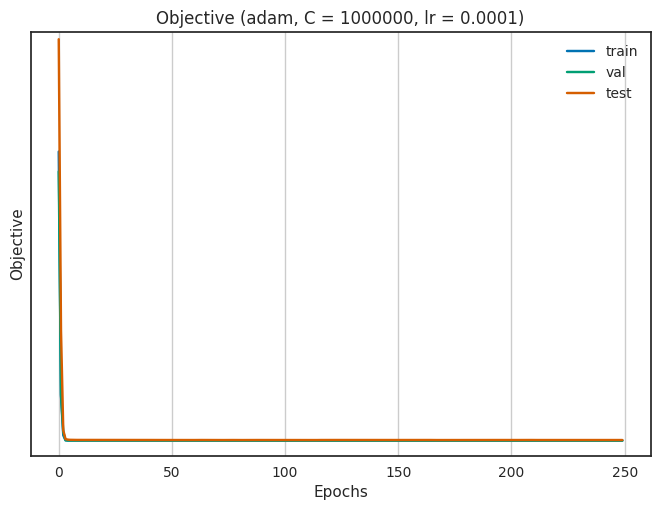 Objective (adam, C = 1000000, lr = 0.0001)
train
val
test
Objective
0 50 100 150 200 250
Epochs